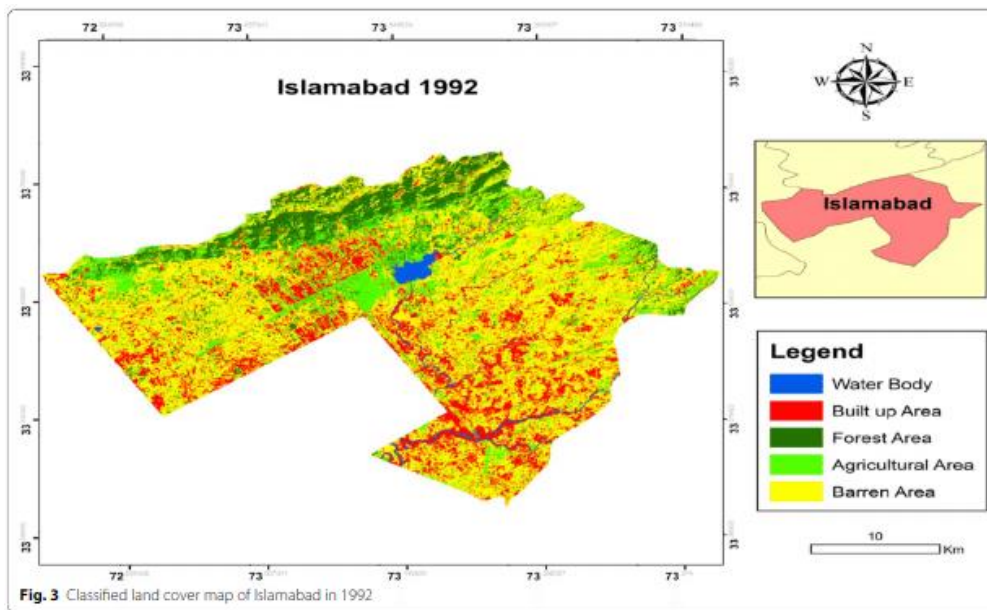 72 73 73 73 73
Islamabad 1992
N
W E
S
33 33
33 33
33 33
33 33
33 33
Islamabad
Legend
Water Body
Built up Area
Forest Area
Agricultural Area
Barren Area
10
Km
72 73 73 73 73
Fig. 3 Classified land cover map of Islamabad in 1992